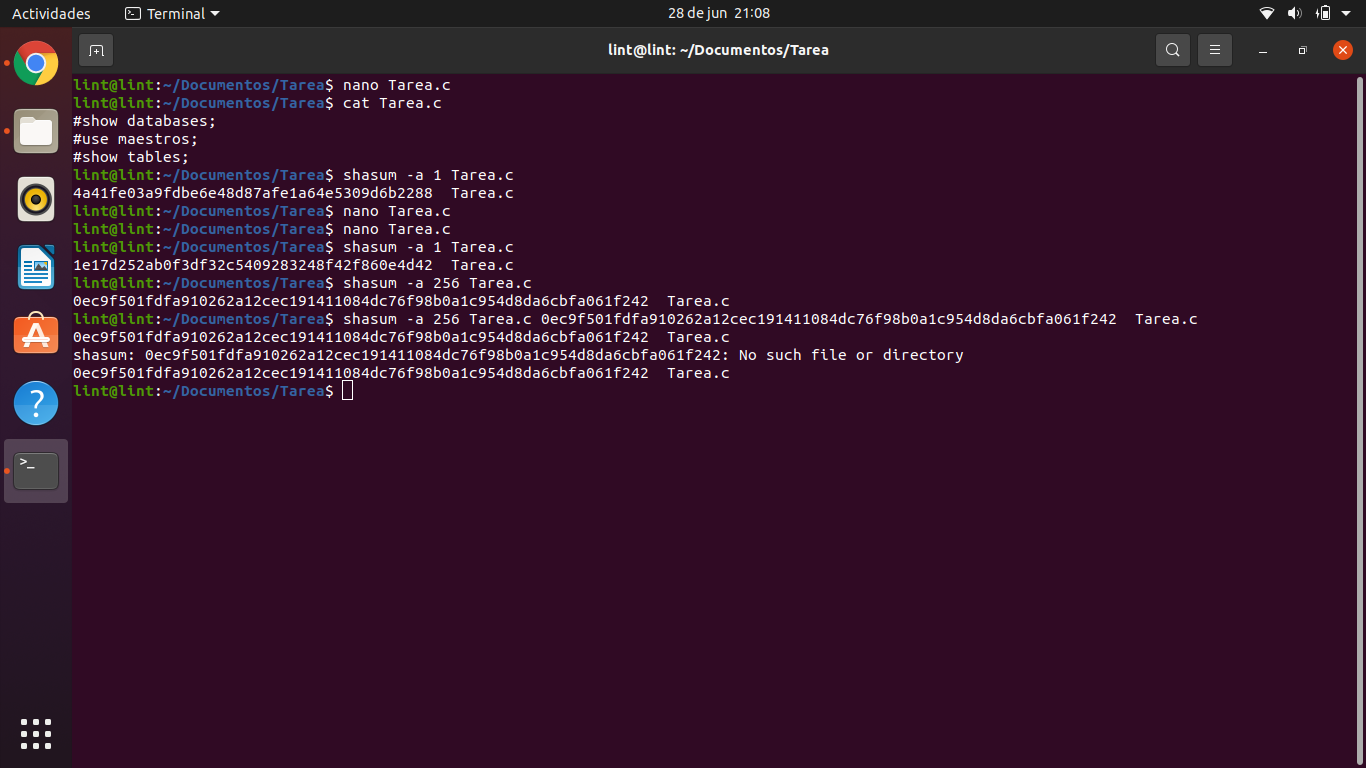 Actividades Terminal 28 de jun 21:08
lint@lint: ~/Documentos/Tarea
lint@lint:~/Documentos/Tarea$ nano Tarea.c
lint@lint:~/Documentos/Tarea$ cat Tarea.c
#show databases;
#use maestros;
#show tables;
lint@lint:~/Documentos/Tarea$ shasum -a 1 Tarea.c
4a41fe03a9fdbe6e48d87afe1a64e5309d6b2288  Tarea.c
lint@lint:~/Documentos/Tarea$ nano Tarea.c
lint@lint:~/Documentos/Tarea$ nano Tarea.c
lint@lint:~/Documentos/Tarea$ shasum -a 1 Tarea.c
1e17d252ab0f3df32c5409283248f42f860e4d42  Tarea.c
lint@lint:~/Documentos/Tarea$ shasum -a 256 Tarea.c
0ec9f501fdfa910262a12cec191411084dc76f98b0a1c954d8da6cbfa061f242  Tarea.c
lint@lint:~/Documentos/Tarea$ shasum -a 256 Tarea.c 0ec9f501fdfa910262a12cec191411084dc76f98b0a1c954d8da6cbfa061f242  Tarea.c
0ec9f501fdfa910262a12cec191411084dc76f98b0a1c954d8da6cbfa061f242  Tarea.c
shasum: 0ec9f501fdfa910262a12cec191411084dc76f98b0a1c954d8da6cbfa061f242: No such file or directory
0ec9f501fdfa910262a12cec191411084dc76f98b0a1c954d8da6cbfa061f242  Tarea.c
lint@lint:~/Documentos/Tarea$